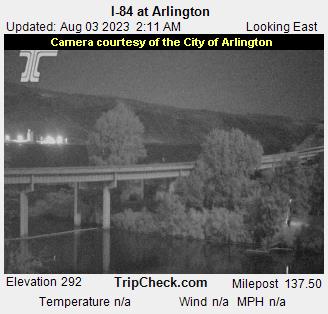 I-84 at Arlington
Updated: Aug 03 2023 2:11 AM Looking East
Camera courtesy of the City of Arlington
Elevation 292 TripCheck.com Milepost 137.50
Temperature n/a Wind n/a MPH n/a